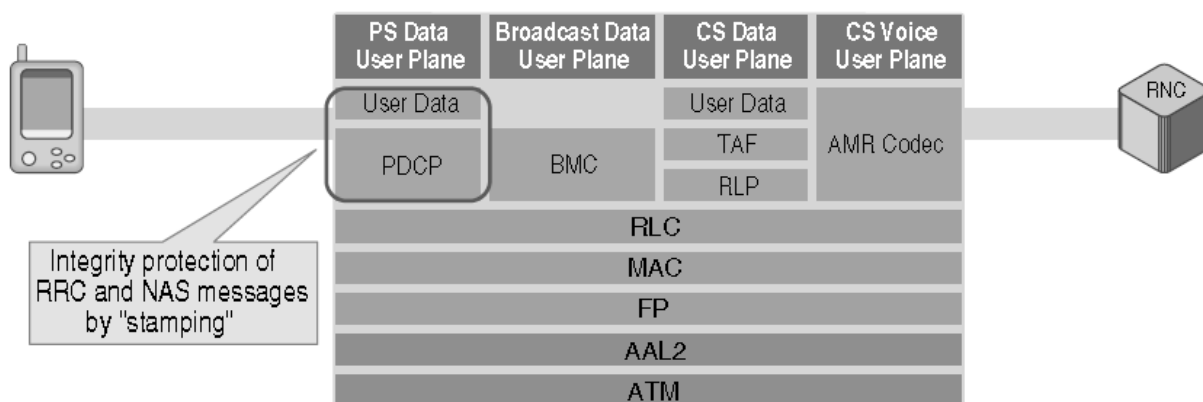 PS Data
User Plane
Broadcast Data
User Plane
CS Data
User Plane
CS Voice
User Plane
User Data
PDCP
BMC
User Data
TAF
RLP
AMR Codec
RNC
RLC
MAC
FP
AAL2
ATM
Integrity protection of
RRC and NAS messages
by "stamping"